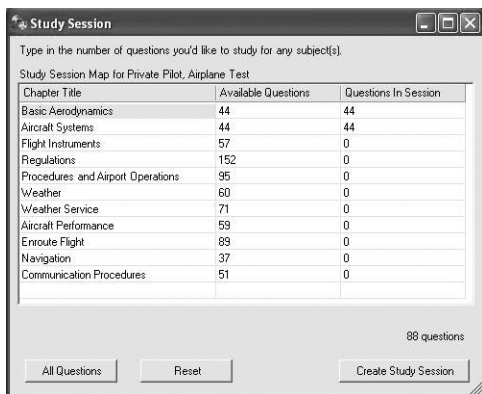 Study Session
Type in the number of questions you'd like to study for any subject(s).
Study Session Map for Private Pilot, Airplane Test
Chapter Title Available Questions Questions In Session
Basic Aerodynamics 44 44
Aircraft Systems 44 44
Flight Instruments 57 0
Regulations 152 0
Procedures and Airport Operations 95 0
Weather 60 0
Weather Service 71 0
Aircraft Performance 59 0
Enroute Flight 89 0
Navigation 37 0
Communication Procedures 51 0
88 questions
All Questions Reset Create Study Session